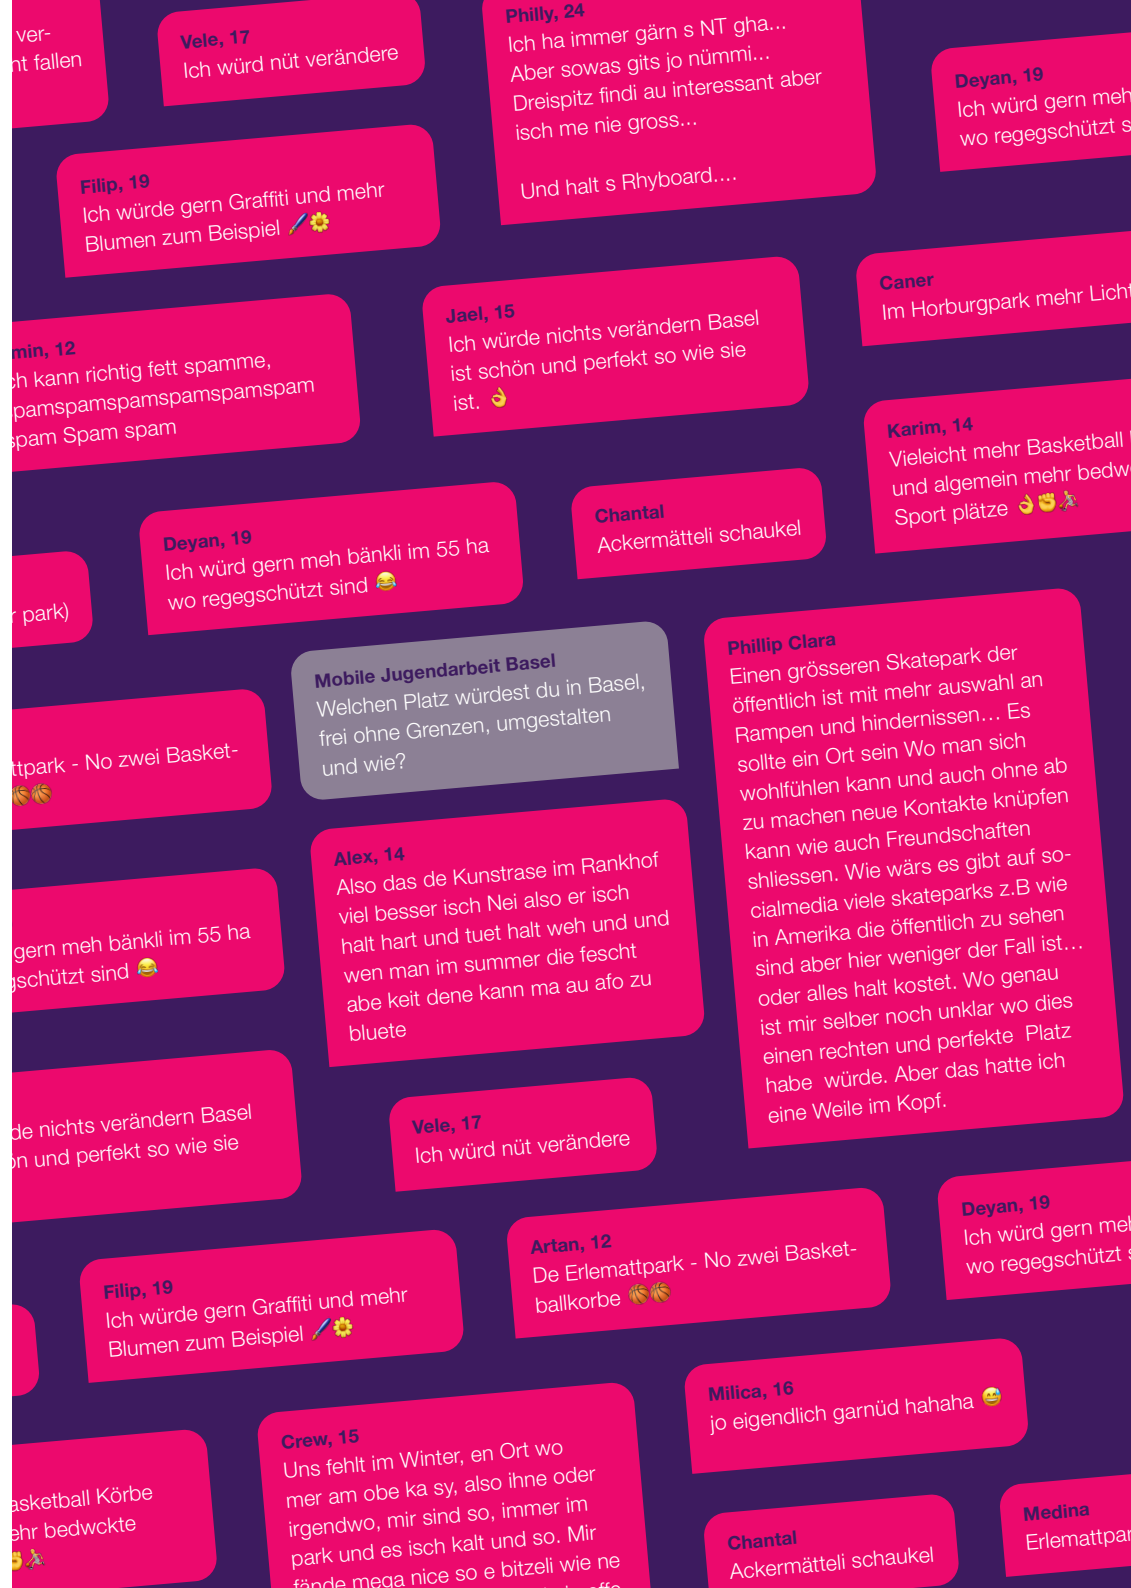 ver-
nt fallen
Vele, 17
Ich würd nüt verändere
Philly, 24
Ich ha immer gärn s NT gha...
Aber sowas gits jo nümmi...
Dreispitz findi au interessant aber
isch me nie gross...
Und halt s Rhyboard....
Deyan, 19
Ich würd gern meh
wo regegschützt s
Filip, 19
Ich würde gern Graffiti und mehr
Blumen zum Beispiel 🖊️🌼
min, 12
ch kann richtig fett spamme,
pamspamspamspamspamspam
spam Spam spam
Jael, 15
Ich würde nichts verändern Basel
ist schön und perfekt so wie sie
ist. 👌
Caner
Im Horburgpark mehr Licht
Karim, 14
Vieleicht mehr Basketball
und algemein mehr bedw
Sport plätze 👌✊⛹️
Deyan, 19
Ich würd gern meh bänkli im 55 ha
wo regegschützt sind 😂
Chantal
Ackermätteli schaukel
r park)
Mobile Jugendarbeit Basel
Welchen Platz würdest du in Basel,
frei ohne Grenzen, umgestalten
und wie?
Phillip Clara
Einen grösseren Skatepark der
öffentlich ist mit mehr auswahl an
Rampen und hindernissen... Es
sollte ein Ort sein Wo man sich
wohlfühlen kann und auch ohne ab
zu machen neue Kontakte knüpfen
kann wie auch Freundschaften
shliessen. Wie wärs es gibt auf so-
cialmedia viele skateparks z.B wie
in Amerika die öffentlich zu sehen
sind aber hier weniger der Fall ist...
oder alles halt kostet. Wo genau
ist mir selber noch unklar wo dies
einen rechten und perfekte Platz
habe würde. Aber das hatte ich
eine Weile im Kopf.
ttpark - No zwei Basket-
🏀🏀
Alex, 14
Also das de Kunstrase im Rankhof
viel besser isch Nei also er isch
halt hart und tuet halt weh und und
wen man im summer die fescht
abe keit dene kann ma au afo zu
bluete
gern meh bänkli im 55 ha
gschützt sind 😂
de nichts verändern Basel
ön und perfekt so wie sie
Vele, 17
Ich würd nüt verändere
Deyan, 19
Ich würd gern meh
wo regegschützt s
Artan, 12
De Erlemattpark - No zwei Basket-
ballkorbe 🏀🏀
Filip, 19
Ich würde gern Graffiti und mehr
Blumen zum Beispiel 🖊️🌼
Milica, 16
jo eigendlich garnüd hahaha 😅
Crew, 15
Uns fehlt im Winter, en Ort wo
mer am obe ka sy, also ihne oder
irgendwo, mir sind so, immer im
park und es isch kalt und so. Mir
fände mega nice so e bitzeli wie ne
asketball Körbe
ehr bedwckte
✊⛹️
Chantal
Ackermätteli schaukel
Medina
Erlemattpar